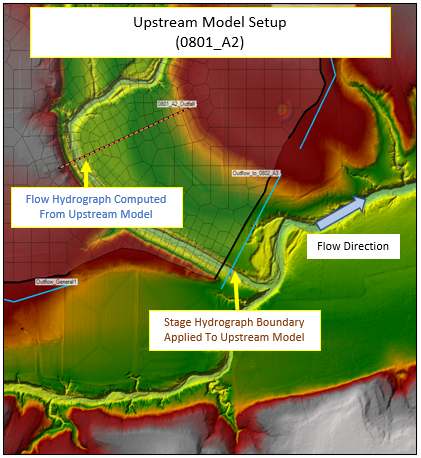 Upstream Model Setup
(0801_A2)
0801_A2_Outfall
Outflow_to_0802_A3
Flow Hydrograph Computed
From Upstream Model
Flow Direction
Outflow_General1
Stage Hydrograph Boundary
Applied To Upstream Model